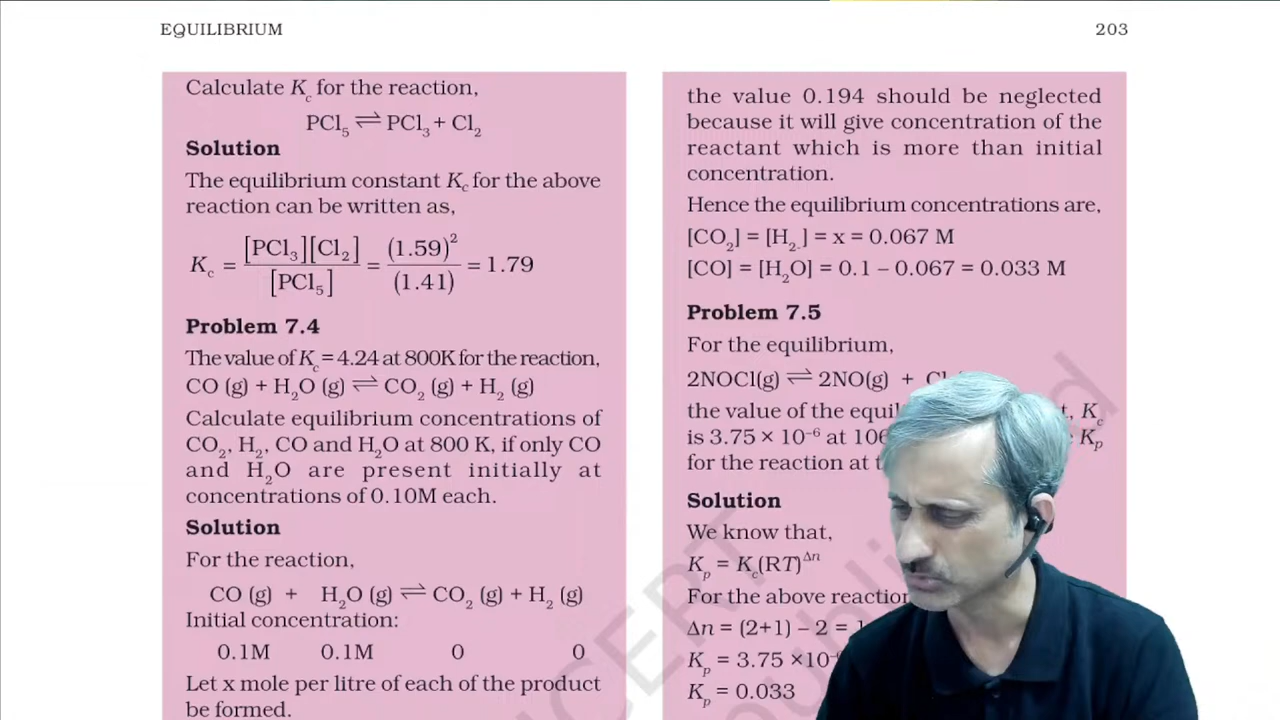 EQUILIBRIUM
203
Calculate K_c for the reaction,
PCl₅ ⇌ PCl₃ + Cl₂
Solution
The equilibrium constant K_c for the above
reaction can be written as,
K_c = [PCl₃][Cl₂] / [PCl₅] = (1.59)² / (1.41) = 1.79
Problem 7.4
The value of K_c = 4.24 at 800K for the reaction,
CO (g) + H₂O (g) ⇌ CO₂ (g) + H₂ (g)
Calculate equilibrium concentrations of
CO₂, H₂, CO and H₂O at 800 K, if only CO
and H₂O are present initially at
concentrations of 0.10M each.
Solution
For the reaction,
CO (g) + H₂O (g) ⇌ CO₂ (g) + H₂ (g)
Initial concentration:
0.1M 0.1M 0 0
Let x mole per litre of each of the product
be formed.
the value 0.194 should be neglected
because it will give concentration of the
reactant which is more than initial
concentration.
Hence the equilibrium concentrations are,
[CO₂] = [H₂] = x = 0.067 M
[CO] = [H₂O] = 0.1 – 0.067 = 0.033 M
Problem 7.5
For the equilibrium,
2NOCl(g) ⇌ 2NO(g) +
the value of the K_c
is 3.75 × 10⁻⁶ at K_p
for the reaction at
Solution
We know that,
K_p = K_c(RT)^Δn
For the above
Δn = (2+1) – 2 =
K_p = 3.75 ×10
K_p = 0.033